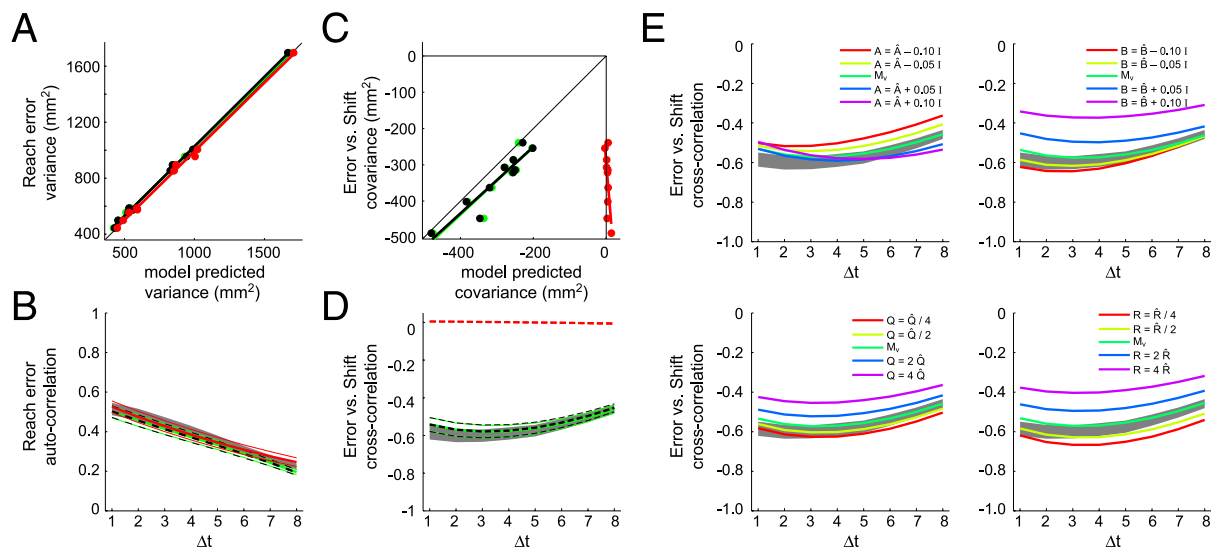 A
Reach error
variance (mm²)
1600
1200
800
400
500
1000
1500
model predicted
variance (mm²)
C
Error vs. Shift
covariance (mm²)
0
-100
-200
-300
-400
-500
-400
-200
0
model predicted
covariance (mm²)
B
Reach error
auto-correlation
1
0.8
0.6
0.4
0.2
0
1 2 3 4 5 6 7 8
Δt
D
Error vs. Shift
cross-correlation
0
-0.2
-0.4
-0.6
-0.8
-1
1 2 3 4 5 6 7 8
Δt
E
Error vs. Shift
cross-correlation
-0
-0.2
-0.4
-0.6
-0.8
-1.0
A = Â – 0.10 I
A = Â – 0.05 I
Mᵥ
A = Â + 0.05 I
A = Â + 0.10 I
1 2 3 4 5 6 7 8
Δt
-0
-0.2
-0.4
-0.6
-0.8
-1.0
B = B̂ – 0.10 I
B = B̂ – 0.05 I
Mᵥ
B = B̂ + 0.05 I
B = B̂ + 0.10 I
1 2 3 4 5 6 7 8
Δt
Error vs. Shift
cross-correlation
-0
-0.2
-0.4
-0.6
-0.8
-1.0
Q = Q̂ / 4
Q = Q̂ / 2
Mᵥ
Q = 2 Q̂
Q = 4 Q̂
1 2 3 4 5 6 7 8
Δt
-0
-0.2
-0.4
-0.6
-0.8
-1.0
R = R̂ / 4
R = R̂ / 2
Mᵥ
R = 2 R̂
R = 4 R̂
1 2 3 4 5 6 7 8
Δt